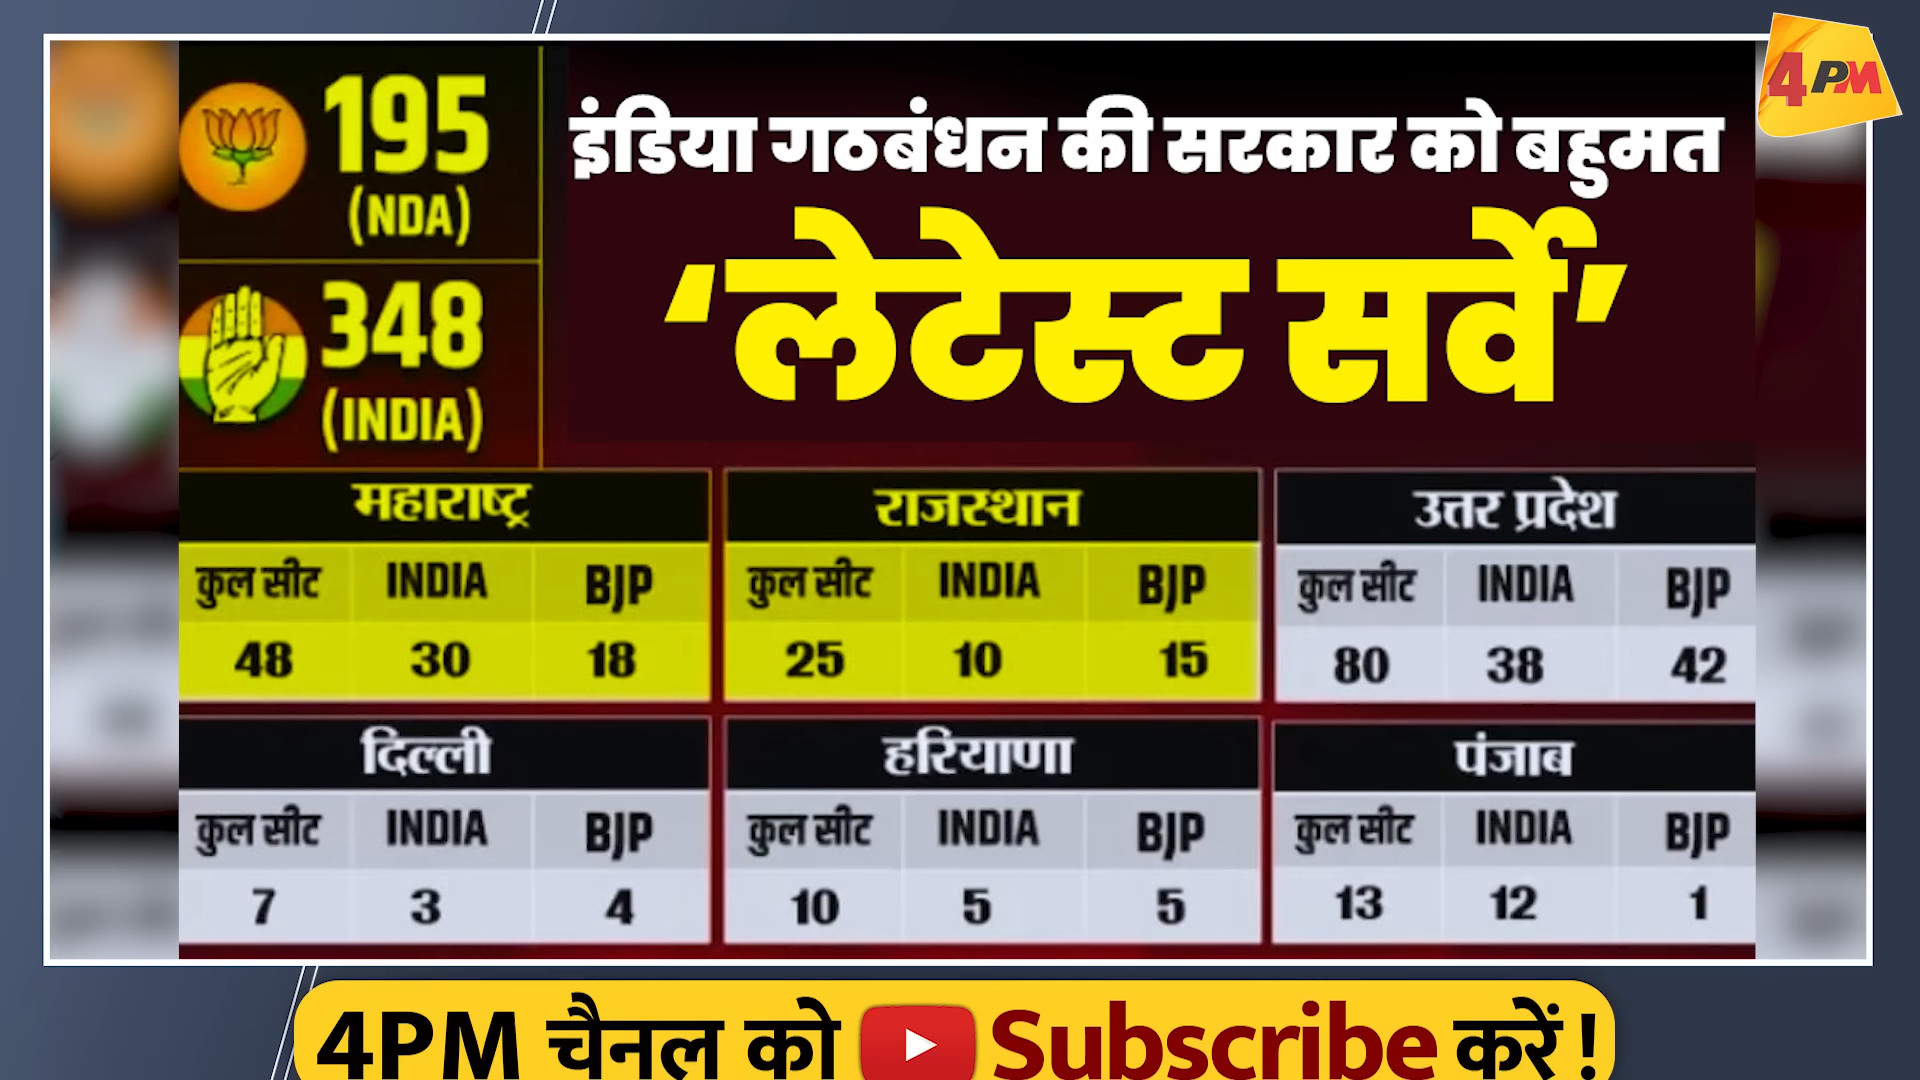 4PM
195
(NDA)
348
(INDIA)
इंडिया गठबंधन की सरकार को बहुमत
‘लेटेस्ट सर्वे’
महाराष्ट्र
कुल सीट INDIA BJP
48 30 18
राजस्थान
कुल सीट INDIA BJP
25 10 15
उत्तर प्रदेश
कुल सीट INDIA BJP
80 38 42
दिल्ली
कुल सीट INDIA BJP
7 3 4
हरियाणा
कुल सीट INDIA BJP
10 5 5
पंजाब
कुल सीट INDIA BJP
13 12 1
4PM चैनल को Subscribe करें !